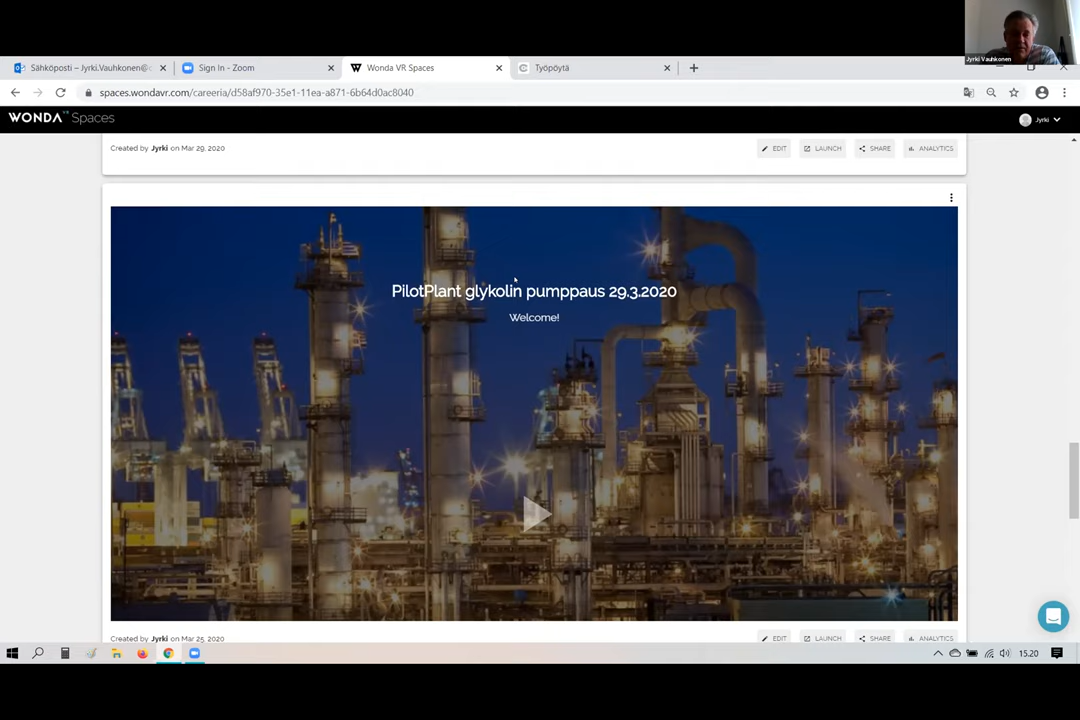 Jyrki Vauhkonen
Sähköposti – Jyrki.Vauhkonen@c
Sign In - Zoom
Wonda VR Spaces
Työpöytä
spaces.wondavr.com/careeria/d58af970-35e1-11ea-a871-6b64d0ac8040
WONDA VR Spaces
Jyrki
Created by Jyrki on Mar 29, 2020
EDIT
LAUNCH
SHARE
ANALYTICS
PilotPlant glykolin pumppaus 29.3.2020
Welcome!
Created by Jyrki on Mar 25, 2020
EDIT
LAUNCH
SHARE
ANALYTICS
15.20